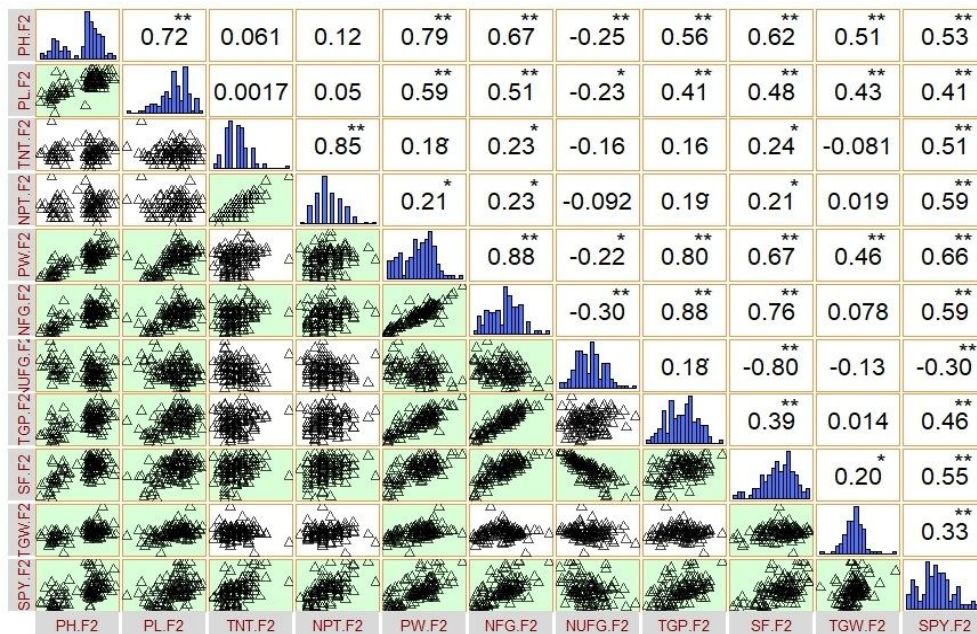 PH.F2 0.72 ** 0.061 0.12 0.79 ** 0.67 ** -0.25 ** 0.56 ** 0.62 ** 0.51 ** 0.53 **
PL.F2 0.0017 0.05 0.59 ** 0.51 ** -0.23 * 0.41 ** 0.48 ** 0.43 ** 0.41 **
TNT.F2 0.85 ** 0.18 0.23 * -0.16 0.16 0.24 * -0.081 0.51 **
NPT.F2 0.21 * 0.23 * -0.092 0.19 0.21 * 0.019 0.59 **
PW.F2 0.88 ** -0.22 * 0.80 ** 0.67 ** 0.46 ** 0.66 **
NFG.F2 -0.30 ** 0.88 ** 0.76 ** 0.078 0.59 **
NUFG.F2 0.18 -0.80 ** -0.13 -0.30 **
TGP.F2 0.39 ** 0.014 0.46 **
SF.F2 0.20 * 0.55 **
TGW.F2 0.33 **
SPY.F2
PH.F2 PL.F2 TNT.F2 NPT.F2 PW.F2 NFG.F2 NUFG.F2 TGP.F2 SF.F2 TGW.F2 SPY.F2